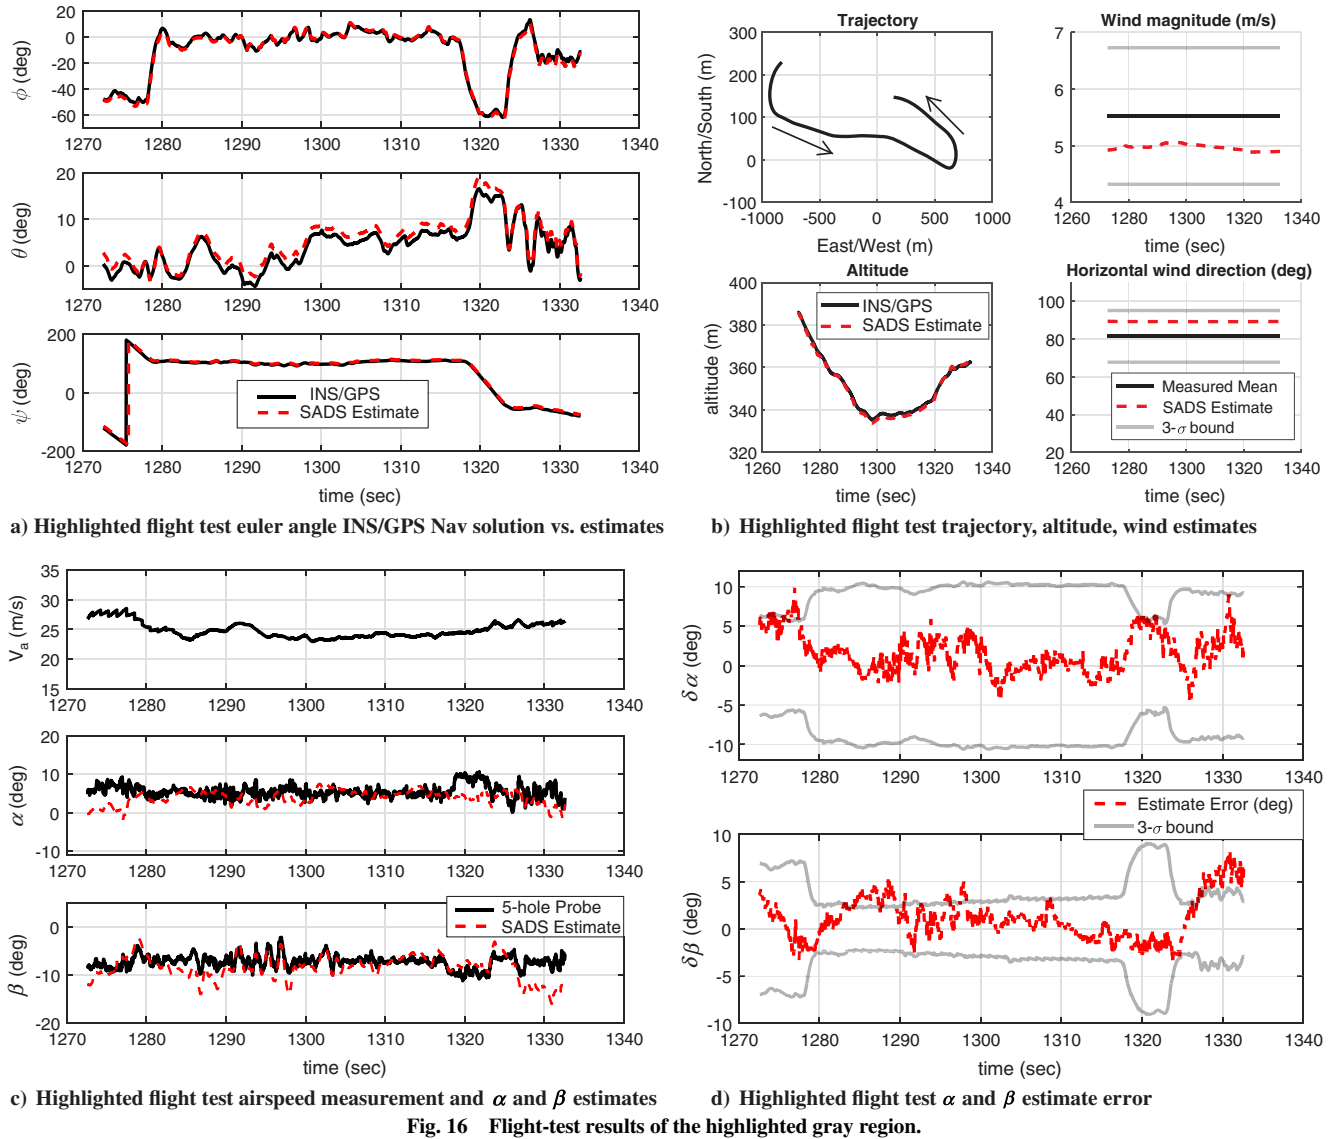 20
0
-20
-40
-60
ϕ (deg)
1270 1280 1290 1300 1310 1320 1330 1340
20
10
0
θ (deg)
1270 1280 1290 1300 1310 1320 1330 1340
200
0
-200
ψ (deg)
INS/GPS
SADS Estimate
1270 1280 1290 1300 1310 1320 1330 1340
time (sec)
a) Highlighted flight test euler angle INS/GPS Nav solution vs. estimates
Trajectory
300
200
100
0
-100
North/South (m)
-1000 -500 0 500 1000
East/West (m)
Wind magnitude (m/s)
7
6
5
4
1260 1280 1300 1320 1340
time (sec)
Altitude
400
380
360
340
320
altitude (m)
INS/GPS
SADS Estimate
1260 1280 1300 1320 1340
time (sec)
Horizontal wind direction (deg)
100
80
60
40
20
Measured Mean
SADS Estimate
3-σ bound
1260 1280 1300 1320 1340
time (sec)
b) Highlighted flight test trajectory, altitude, wind estimates
35
30
25
20
15
Va (m/s)
1270 1280 1290 1300 1310 1320 1330 1340
20
10
0
-10
α (deg)
1270 1280 1290 1300 1310 1320 1330 1340
0
-10
-20
β (deg)
5-hole Probe
SADS Estimate
1270 1280 1290 1300 1310 1320 1330 1340
time (sec)
c) Highlighted flight test airspeed measurement and α and β estimates
10
5
0
-5
-10
δα (deg)
1270 1280 1290 1300 1310 1320 1330 1340
Estimate Error (deg)
3-σ bound
10
5
0
-5
-10
δβ (deg)
1270 1280 1290 1300 1310 1320 1330 1340
time (sec)
d) Highlighted flight test α and β estimate error
Fig. 16 Flight-test results of the highlighted gray region.